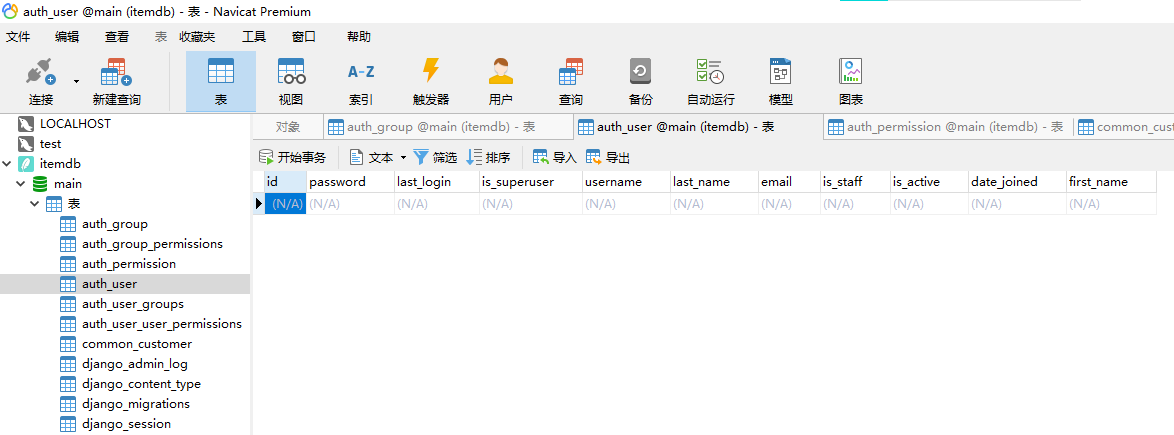 auth_user @main (itemdb) - 表 - Navicat Premium
文件 编辑 查看 表 收藏夹 工具 窗口 帮助
连接 新建查询 表 视图 索引 触发器 用户 查询 备份 自动运行 模型 图表
A-Z
LOCALHOST
test
itemdb
main
表
auth_group
auth_group_permissions
auth_permission
auth_user
auth_user_groups
auth_user_user_permissions
common_customer
django_admin_log
django_content_type
django_migrations
django_session
对象 auth_group @main (itemdb) - 表 auth_user @main (itemdb) - 表 auth_permission @main (itemdb) - 表 common_cust
开始事务 文本 筛选 排序 导入 导出
id password last_login is_superuser username last_name email is_staff is_active date_joined first_name
(N/A) (N/A) (N/A) (N/A) (N/A) (N/A) (N/A) (N/A) (N/A) (N/A) (N/A)